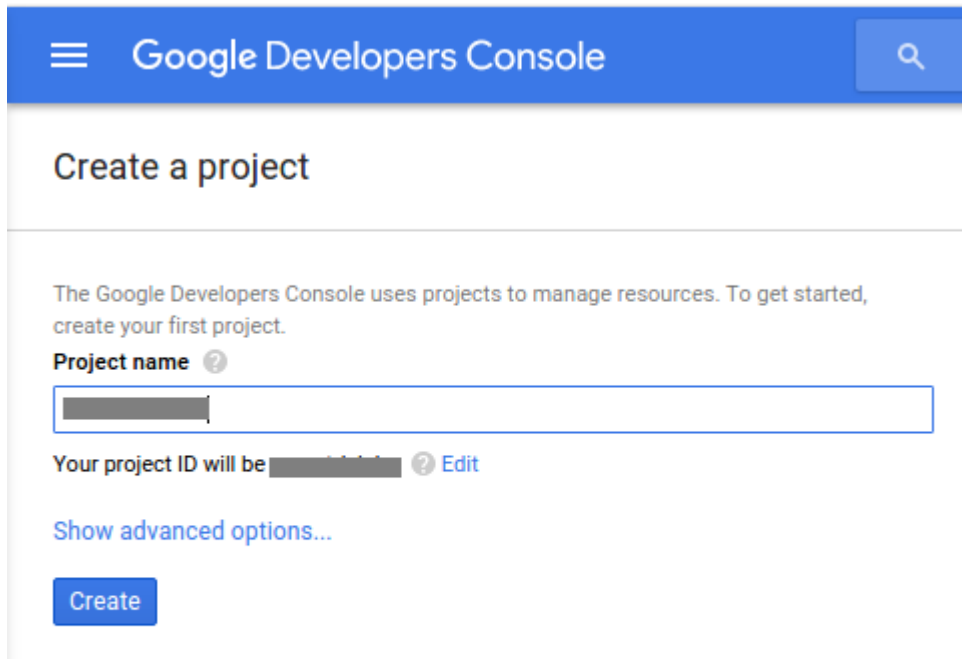 Google Developers Console
Create a project
The Google Developers Console uses projects to manage resources. To get started,
create your first project.
Project name ?
Your project ID will be ? Edit
Show advanced options...
Create